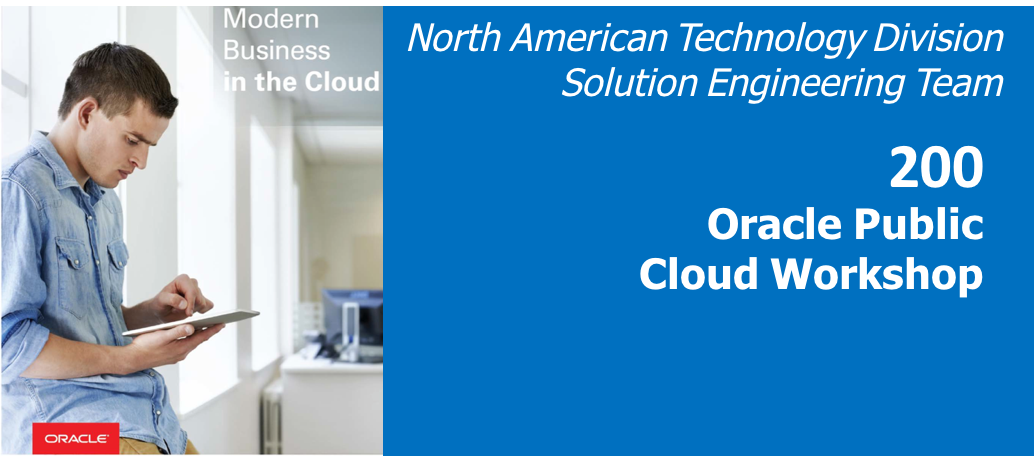 Modern
Business
in the Cloud
ORACLE
North American Technology Division
Solution Engineering Team
200
Oracle Public
Cloud Workshop